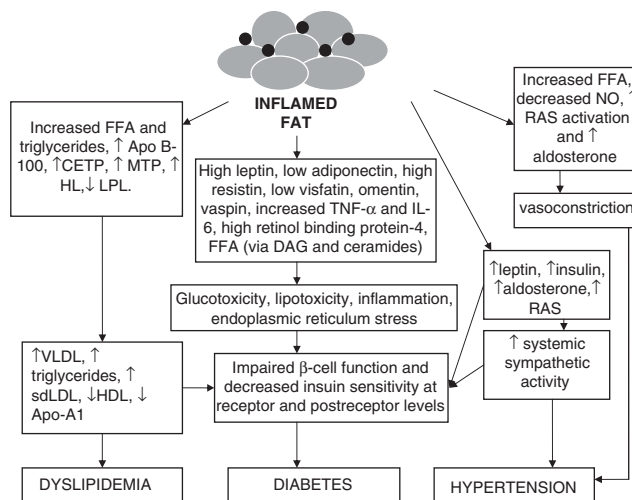 INFLAMED
FAT
Increased FFA and
triglycerides, ↑ Apo B-
100, ↑CETP, ↑ MTP, ↑
HL,↓ LPL.
High leptin, low adiponectin, high
resistin, low visfatin, omentin,
vaspin, increased TNF-α and IL-
6, high retinol binding protein-4,
FFA (via DAG and ceramides)
Increased FFA,
decreased NO, ↑
RAS activation
and ↑
aldosterone
vasoconstriction
↑leptin, ↑insulin,
↑aldosterone,↑
RAS
Glucotoxicity, lipotoxicity, inflammation,
endoplasmic reticulum stress
↑VLDL, ↑
triglycerides, ↑
sdLDL, ↓HDL, ↓
Apo-A1
Impaired β-cell function and
decreased insuin sensitivity at
receptor and postreceptor levels
↑ systemic
sympathetic
activity
DYSLIPIDEMIA
DIABETES
HYPERTENSION